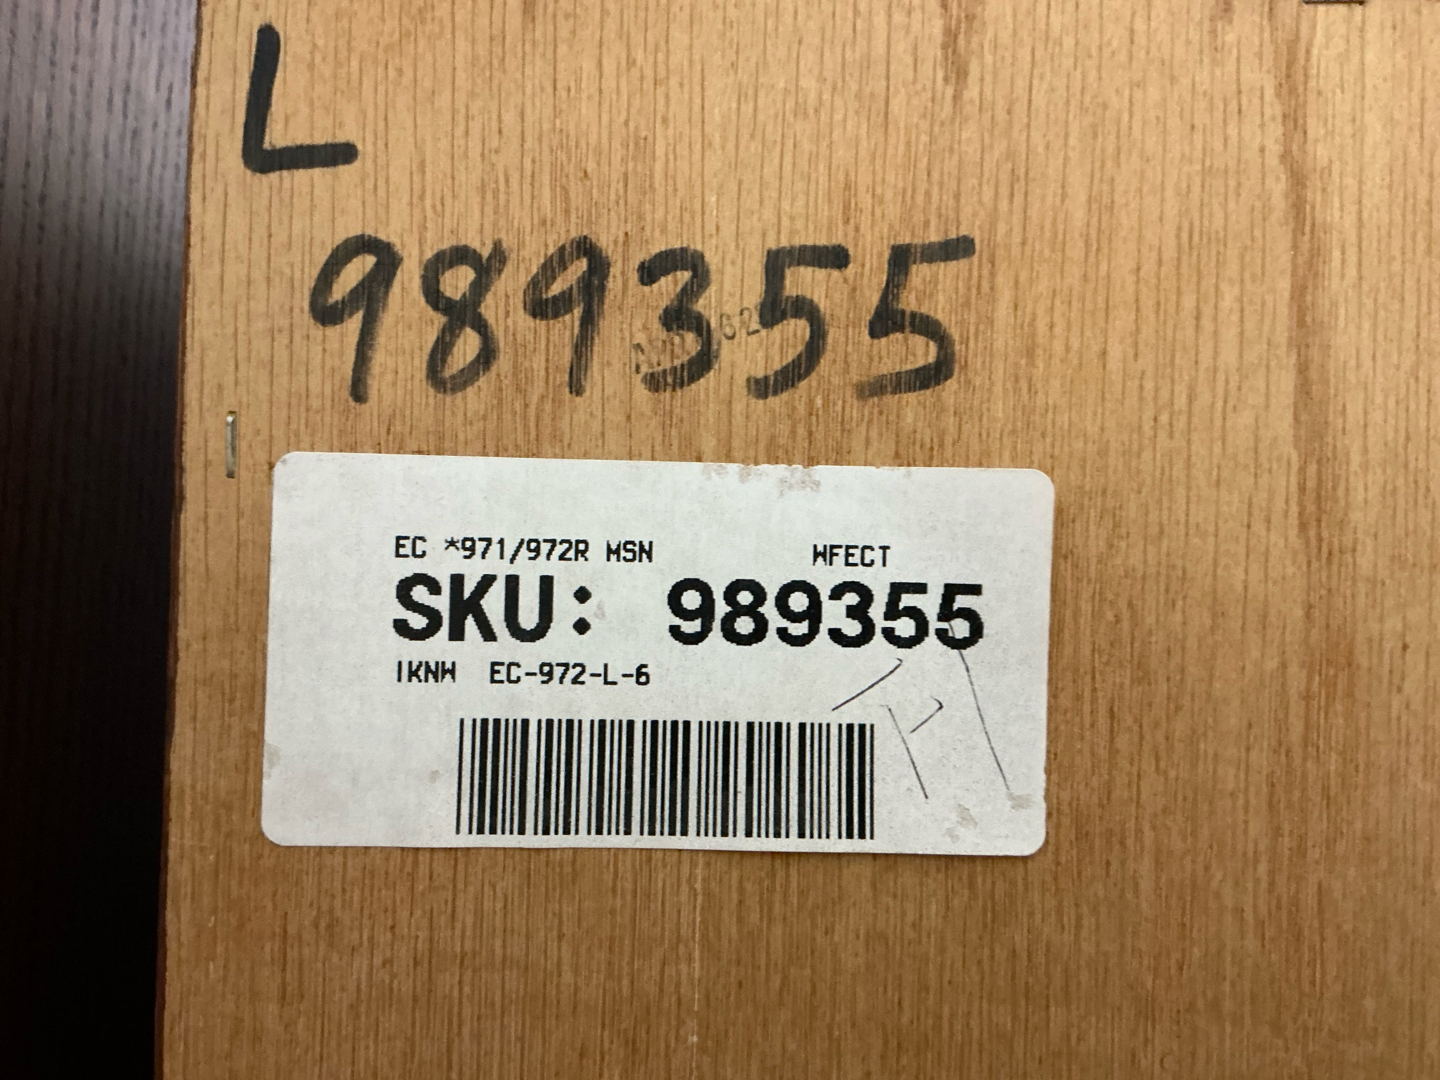 L
989355
EC *971/972R MSN WFECT
SKU: 989355
IKNW EC-972-L-6